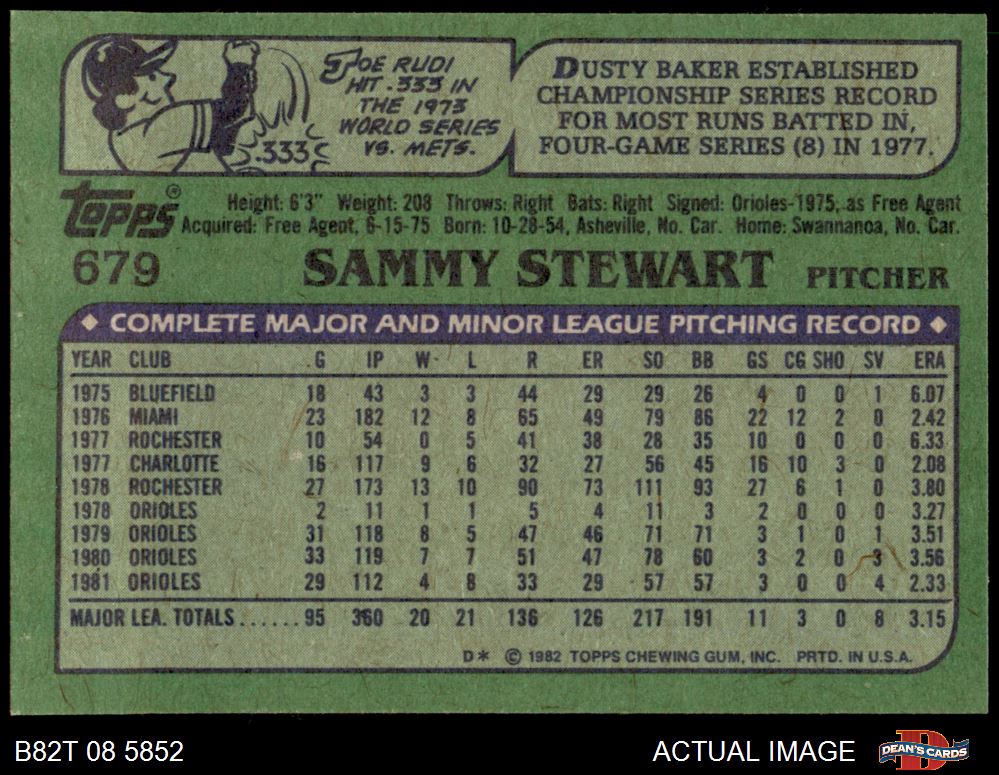 JOE RUDI
HIT .333 IN
THE 1973
WORLD SERIES
VS. METS.
.333
DUSTY BAKER ESTABLISHED
CHAMPIONSHIP SERIES RECORD
FOR MOST RUNS BATTED IN,
FOUR-GAME SERIES (8) IN 1977.
Topps®
Height: 6'3" Weight: 208 Throws: Right Bats: Right Signed: Orioles-1975, as Free Agent
Acquired: Free Agent, 6-15-75 Born: 10-28-54, Asheville, No. Car. Home: Swannanoa, No. Car.
679 SAMMY STEWART PITCHER
◆ COMPLETE MAJOR AND MINOR LEAGUE PITCHING RECORD ◆
YEAR CLUB G IP W L R ER SO BB GS CG SHO SV ERA
1975 BLUEFIELD 18 43 3 3 44 29 29 26 4 0 0 1 6.07
1976 MIAMI 23 182 12 8 65 49 79 86 22 12 2 0 2.42
1977 ROCHESTER 10 54 0 5 41 38 28 35 10 0 0 0 6.33
1977 CHARLOTTE 16 117 9 6 32 27 56 45 16 10 3 0 2.08
1978 ROCHESTER 27 173 13 10 90 73 111 93 27 6 1 0 3.80
1978 ORIOLES 2 11 1 1 5 4 11 3 2 0 0 0 3.27
1979 ORIOLES 31 118 8 5 47 46 71 71 3 1 0 1 3.51
1980 ORIOLES 33 119 7 7 51 47 78 60 3 2 0 3 3.56
1981 ORIOLES 29 112 4 8 33 29 57 57 3 0 0 4 2.33
MAJOR LEA. TOTALS......95 360 20 21 136 126 217 191 11 3 0 8 3.15
D* © 1982 TOPPS CHEWING GUM, INC. PRTD. IN U.S.A.
B82T 08 5852 ACTUAL IMAGE DEAN'S CARDS